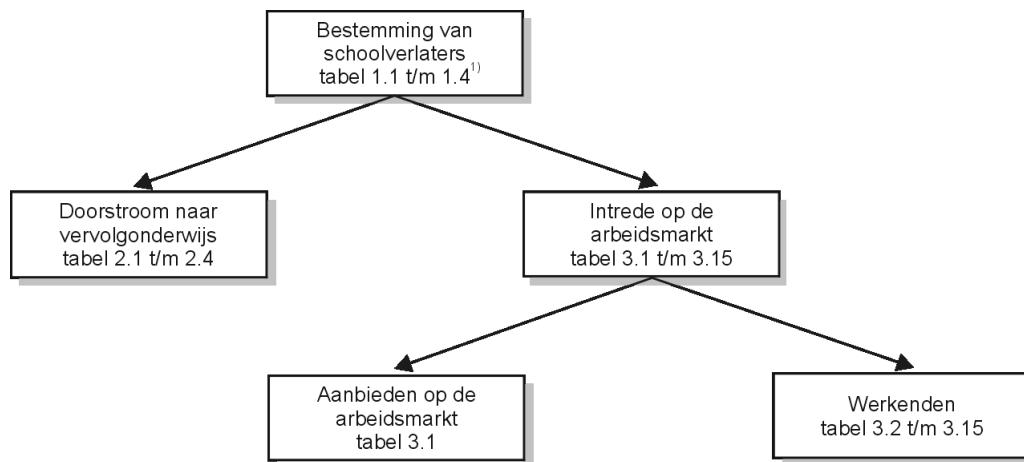 Bestemming van
schoolverlaters
tabel 1.1 t/m 1.4¹⁾
Doorstroom naar
vervolgonderwijs
tabel 2.1 t/m 2.4
Intrede op de
arbeidsmarkt
tabel 3.1 t/m 3.15
Aanbieden op de
arbeidsmarkt
tabel 3.1
Werkenden
tabel 3.2 t/m 3.15